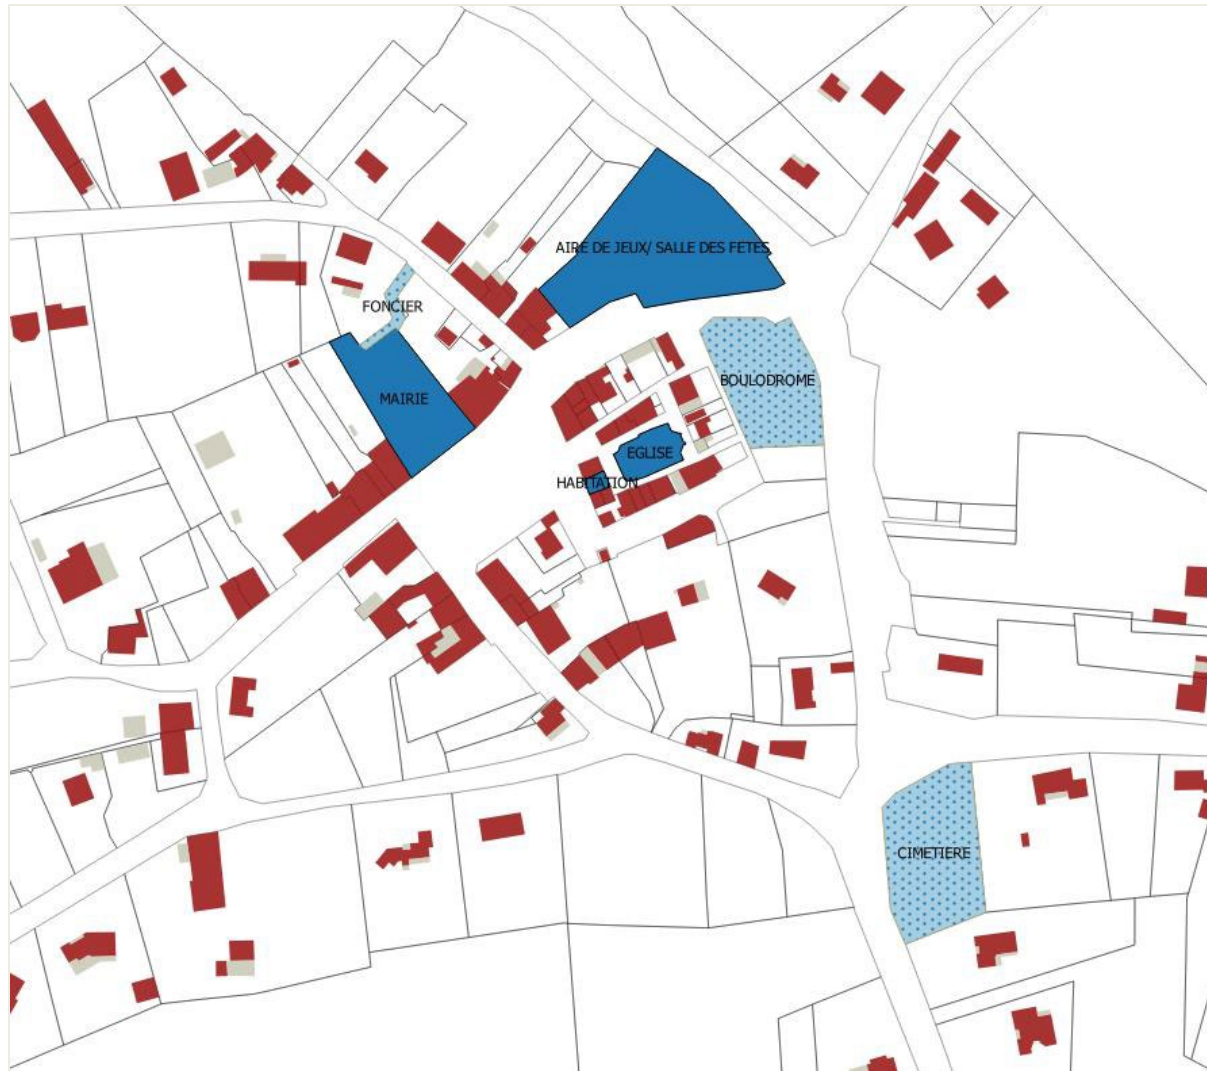 AIRE DE JEUX/ SALLE DES FETES
FONCIER
BOULODROME
MAIRIE
EGLISE
HABITATION
CIMETIERE